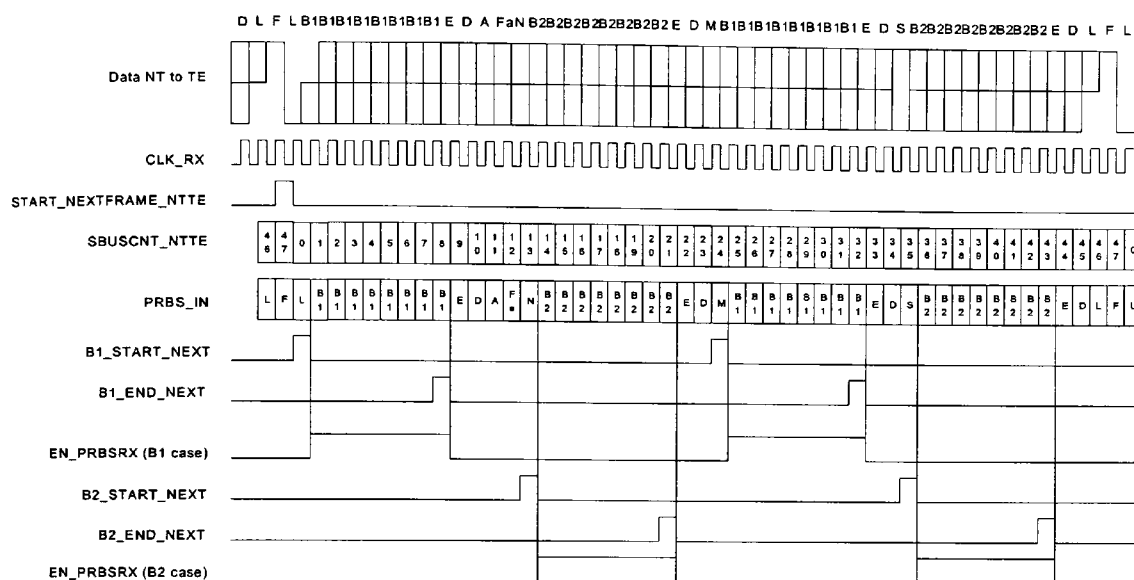 D L F L B1B1B1B1B1B1B1B1 E D A FaN B2B2B2B2B2B2B2B2 E D M B1B1B1B1B1B1B1B1 E D S B2B2B2B2B2B2B2B2 E D L F L
Data NT to TE
CLK_RX
START_NEXTFRAME_NTTE
SBUSCNT_NTTE 46 47 0 1 2 3 4 5 6 7 8 9 10 11 12 13 14 15 16 17 18 19 20 21 22 23 24 25 26 27 28 29 30 31 32 33 34 35 36 37 38 39 40 41 42 43 44 45 46 47 0
PRBS_IN L F L B1 B1 B1 B1 B1 B1 B1 B1 E D A Fa N B2 B2 B2 B2 B2 B2 B2 B2 E D M B1 B1 B1 B1 B1 B1 B1 B1 E D S B2 B2 B2 B2 B2 B2 B2 B2 E D L F L
B1_START_NEXT
B1_END_NEXT
EN_PRBSRX (B1 case)
B2_START_NEXT
B2_END_NEXT
EN_PRBSRX (B2 case)